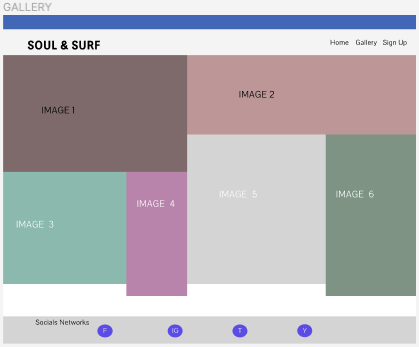 GALLERY
SOUL & SURF
Home Gallery Sign Up
IMAGE 1
IMAGE 2
IMAGE 3
IMAGE 4
IMAGE 5
IMAGE 6
Socials Networks
F IG T Y